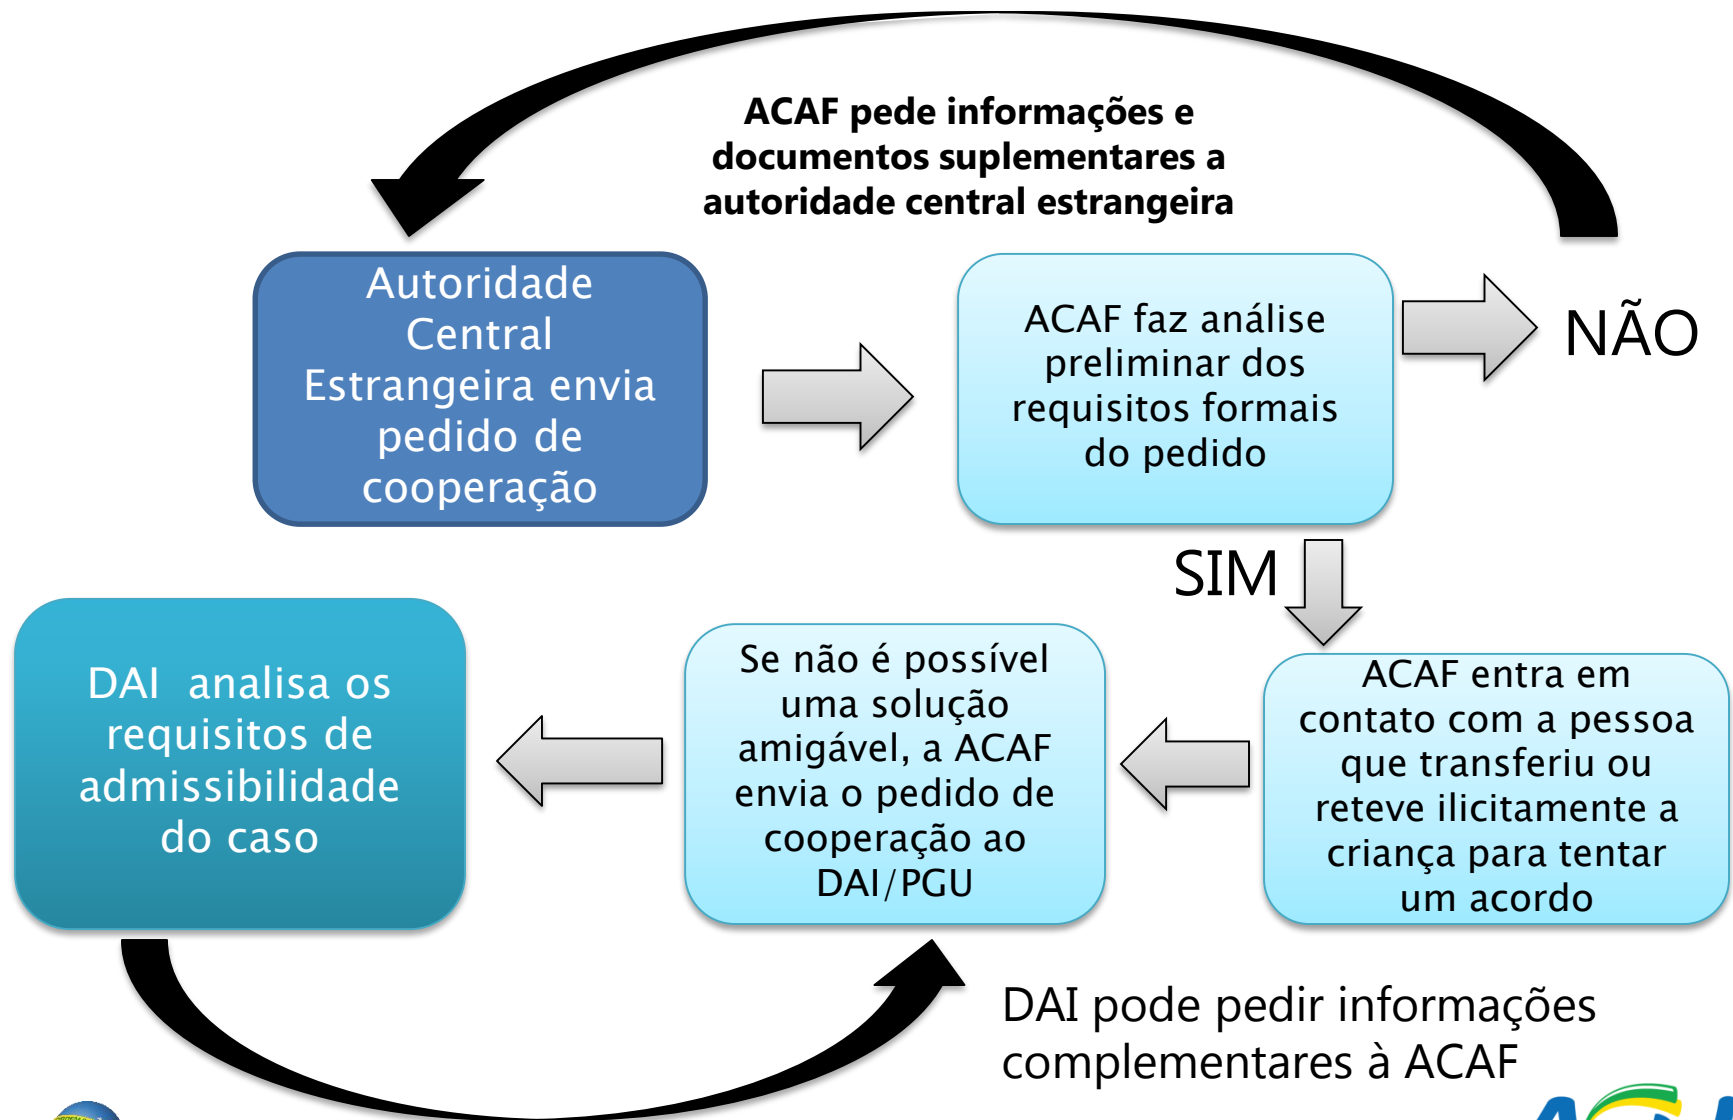 ACAF pede informações e
documentos suplementares a
autoridade central estrangeira
Autoridade
Central
Estrangeira envia
pedido de
cooperação
ACAF faz análise
preliminar dos
requisitos formais
do pedido
NÃO
SIM
DAI  analisa os
requisitos de
admissibilidade
do caso
Se não é possível
uma solução
amigável, a ACAF
envia o pedido de
cooperação ao
DAI/PGU
ACAF entra em
contato com a pessoa
que transferiu ou
reteve ilicitamente a
criança para tentar
um acordo
DAI pode pedir informações
complementares à ACAF